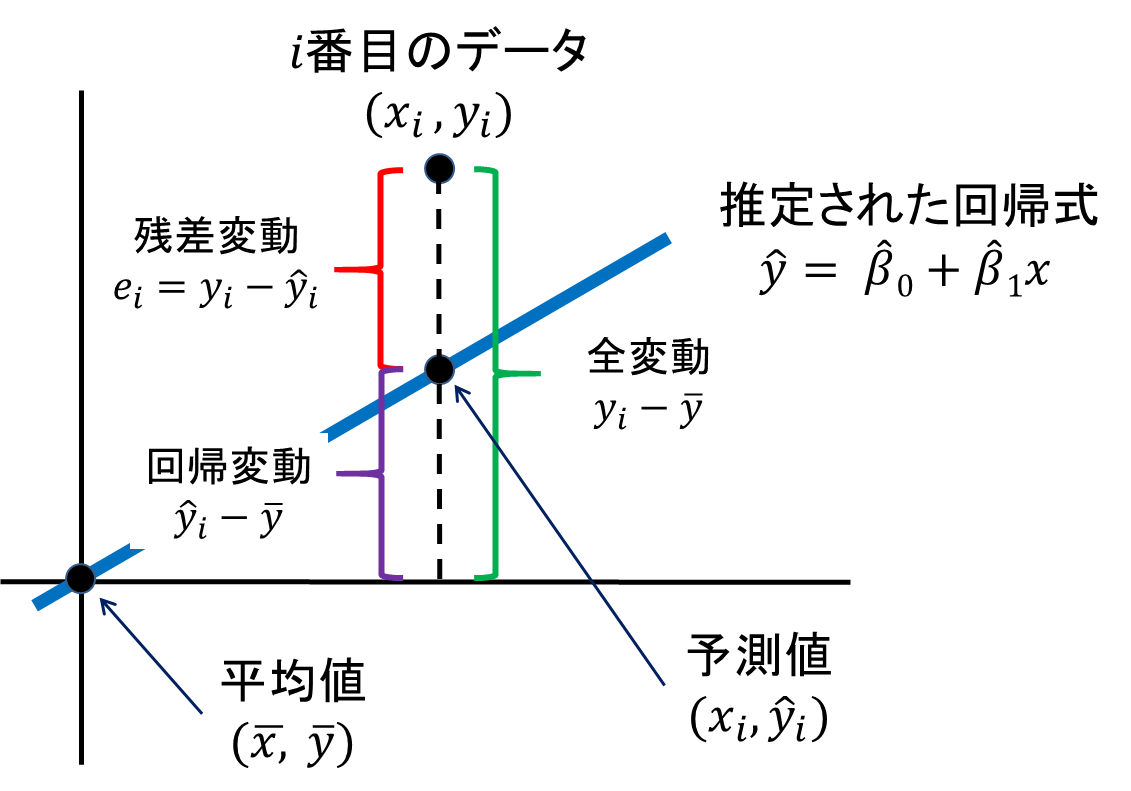 i番目のデータ
(xᵢ , yᵢ)
残差変動
eᵢ = yᵢ − ŷᵢ
推定された回帰式
ŷ = β̂₀ + β̂₁x
全変動
yᵢ − ȳ
回帰変動
ŷᵢ − ȳ
平均値
(x̄, ȳ)
予測値
(xᵢ, ŷᵢ)